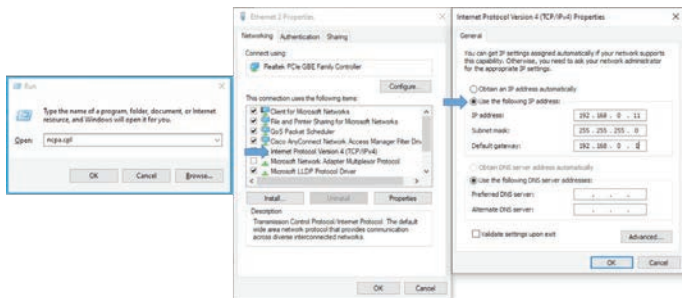 Run
Type the name of a program, folder, document, or Internet
resource, and Windows will open it for you.
Open:
ncpa.cpl
OK
Cancel
Browse...
Ethernet 2 Properties
Networking
Authentication
Sharing
Connect using:
Realtek PCIe GBE Family Controller
Configure...
This connection uses the following items:
Client for Microsoft Networks
File and Printer Sharing for Microsoft Networks
QoS Packet Scheduler
Cisco AnyConnect Network Access Manager Filter Driv
Internet Protocol Version 4 (TCP/IPv4)
Microsoft Network Adapter Multiplexor Protocol
Microsoft LLDP Protocol Driver
Install...
Uninstall
Properties
Description
Transmission Control Protocol/Internet Protocol. The default
wide area network protocol that provides communication
across diverse interconnected networks.
OK
Cancel
Internet Protocol Version 4 (TCP/IPv4) Properties
General
You can get IP settings assigned automatically if your network supports
this capability. Otherwise, you need to ask your network administrator
for the appropriate IP settings.
Obtain an IP address automatically
Use the following IP address:
IP address:
192 . 168 . 0 . 11
Subnet mask:
255 . 255 . 255 . 0
Default gateway:
192 . 168 . 0 . 0
Obtain DNS server address automatically
Use the following DNS server addresses:
Preferred DNS server:
. . .
Alternate DNS server:
. . .
Validate settings upon exit
Advanced...
OK
Cancel